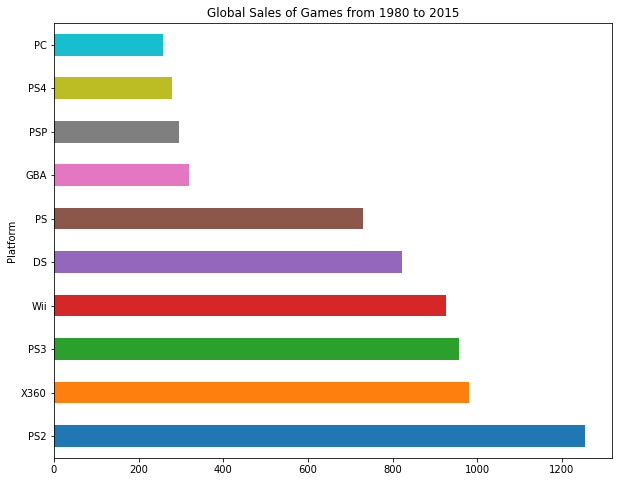 Global Sales of Games from 1980 to 2015
PC
PS4
PSP
GBA
PS
DS
Wii
PS3
X360
PS2
Platform
0 200 400 600 800 1000 1200